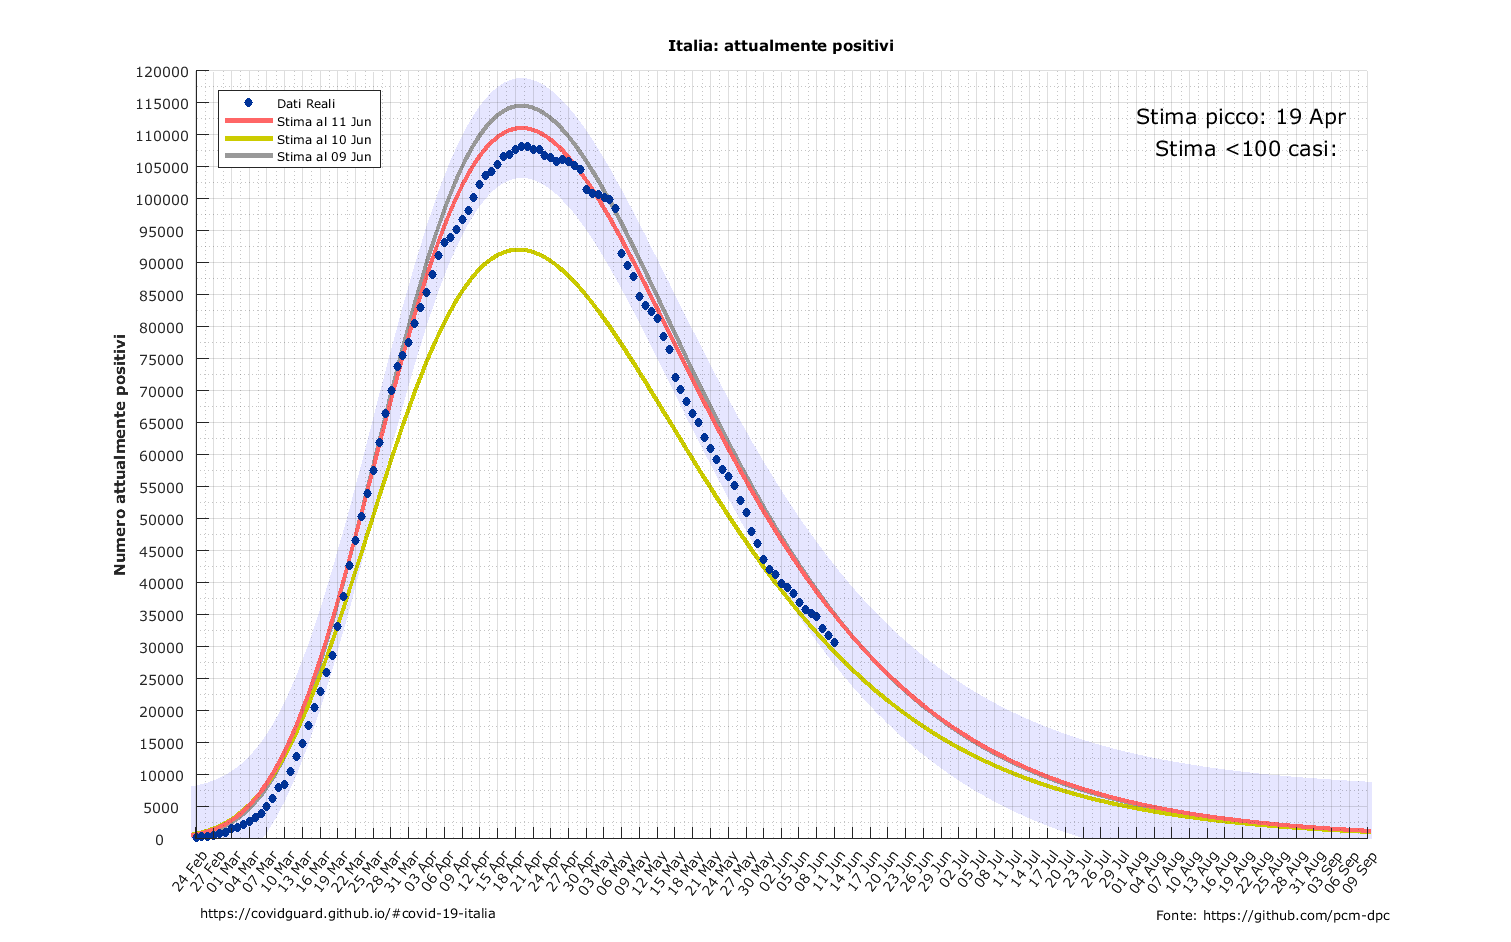 Italia: attualmente positivi
120000
115000
110000
105000
100000
95000
90000
85000
80000
75000
70000
65000
60000
55000
50000
45000
40000
35000
30000
25000
20000
15000
10000
5000
0
Numero attualmente positivi
Dati Reali
Stima al 11 Jun
Stima al 10 Jun
Stima al 09 Jun
Stima picco: 19 Apr
Stima <100 casi:
24 Feb
27 Feb
01 Mar
04 Mar
07 Mar
10 Mar
13 Mar
16 Mar
19 Mar
22 Mar
25 Mar
28 Mar
31 Mar
03 Apr
06 Apr
09 Apr
12 Apr
15 Apr
18 Apr
21 Apr
24 Apr
27 Apr
30 Apr
03 May
06 May
09 May
12 May
15 May
18 May
21 May
24 May
27 May
30 May
02 Jun
05 Jun
08 Jun
11 Jun
14 Jun
17 Jun
20 Jun
23 Jun
26 Jun
29 Jun
02 Jul
05 Jul
08 Jul
11 Jul
14 Jul
17 Jul
20 Jul
23 Jul
26 Jul
29 Jul
01 Aug
04 Aug
07 Aug
10 Aug
13 Aug
16 Aug
19 Aug
22 Aug
25 Aug
28 Aug
31 Aug
03 Sep
06 Sep
09 Sep
https://covidguard.github.io/#covid-19-italia
Fonte: https://github.com/pcm-dpc